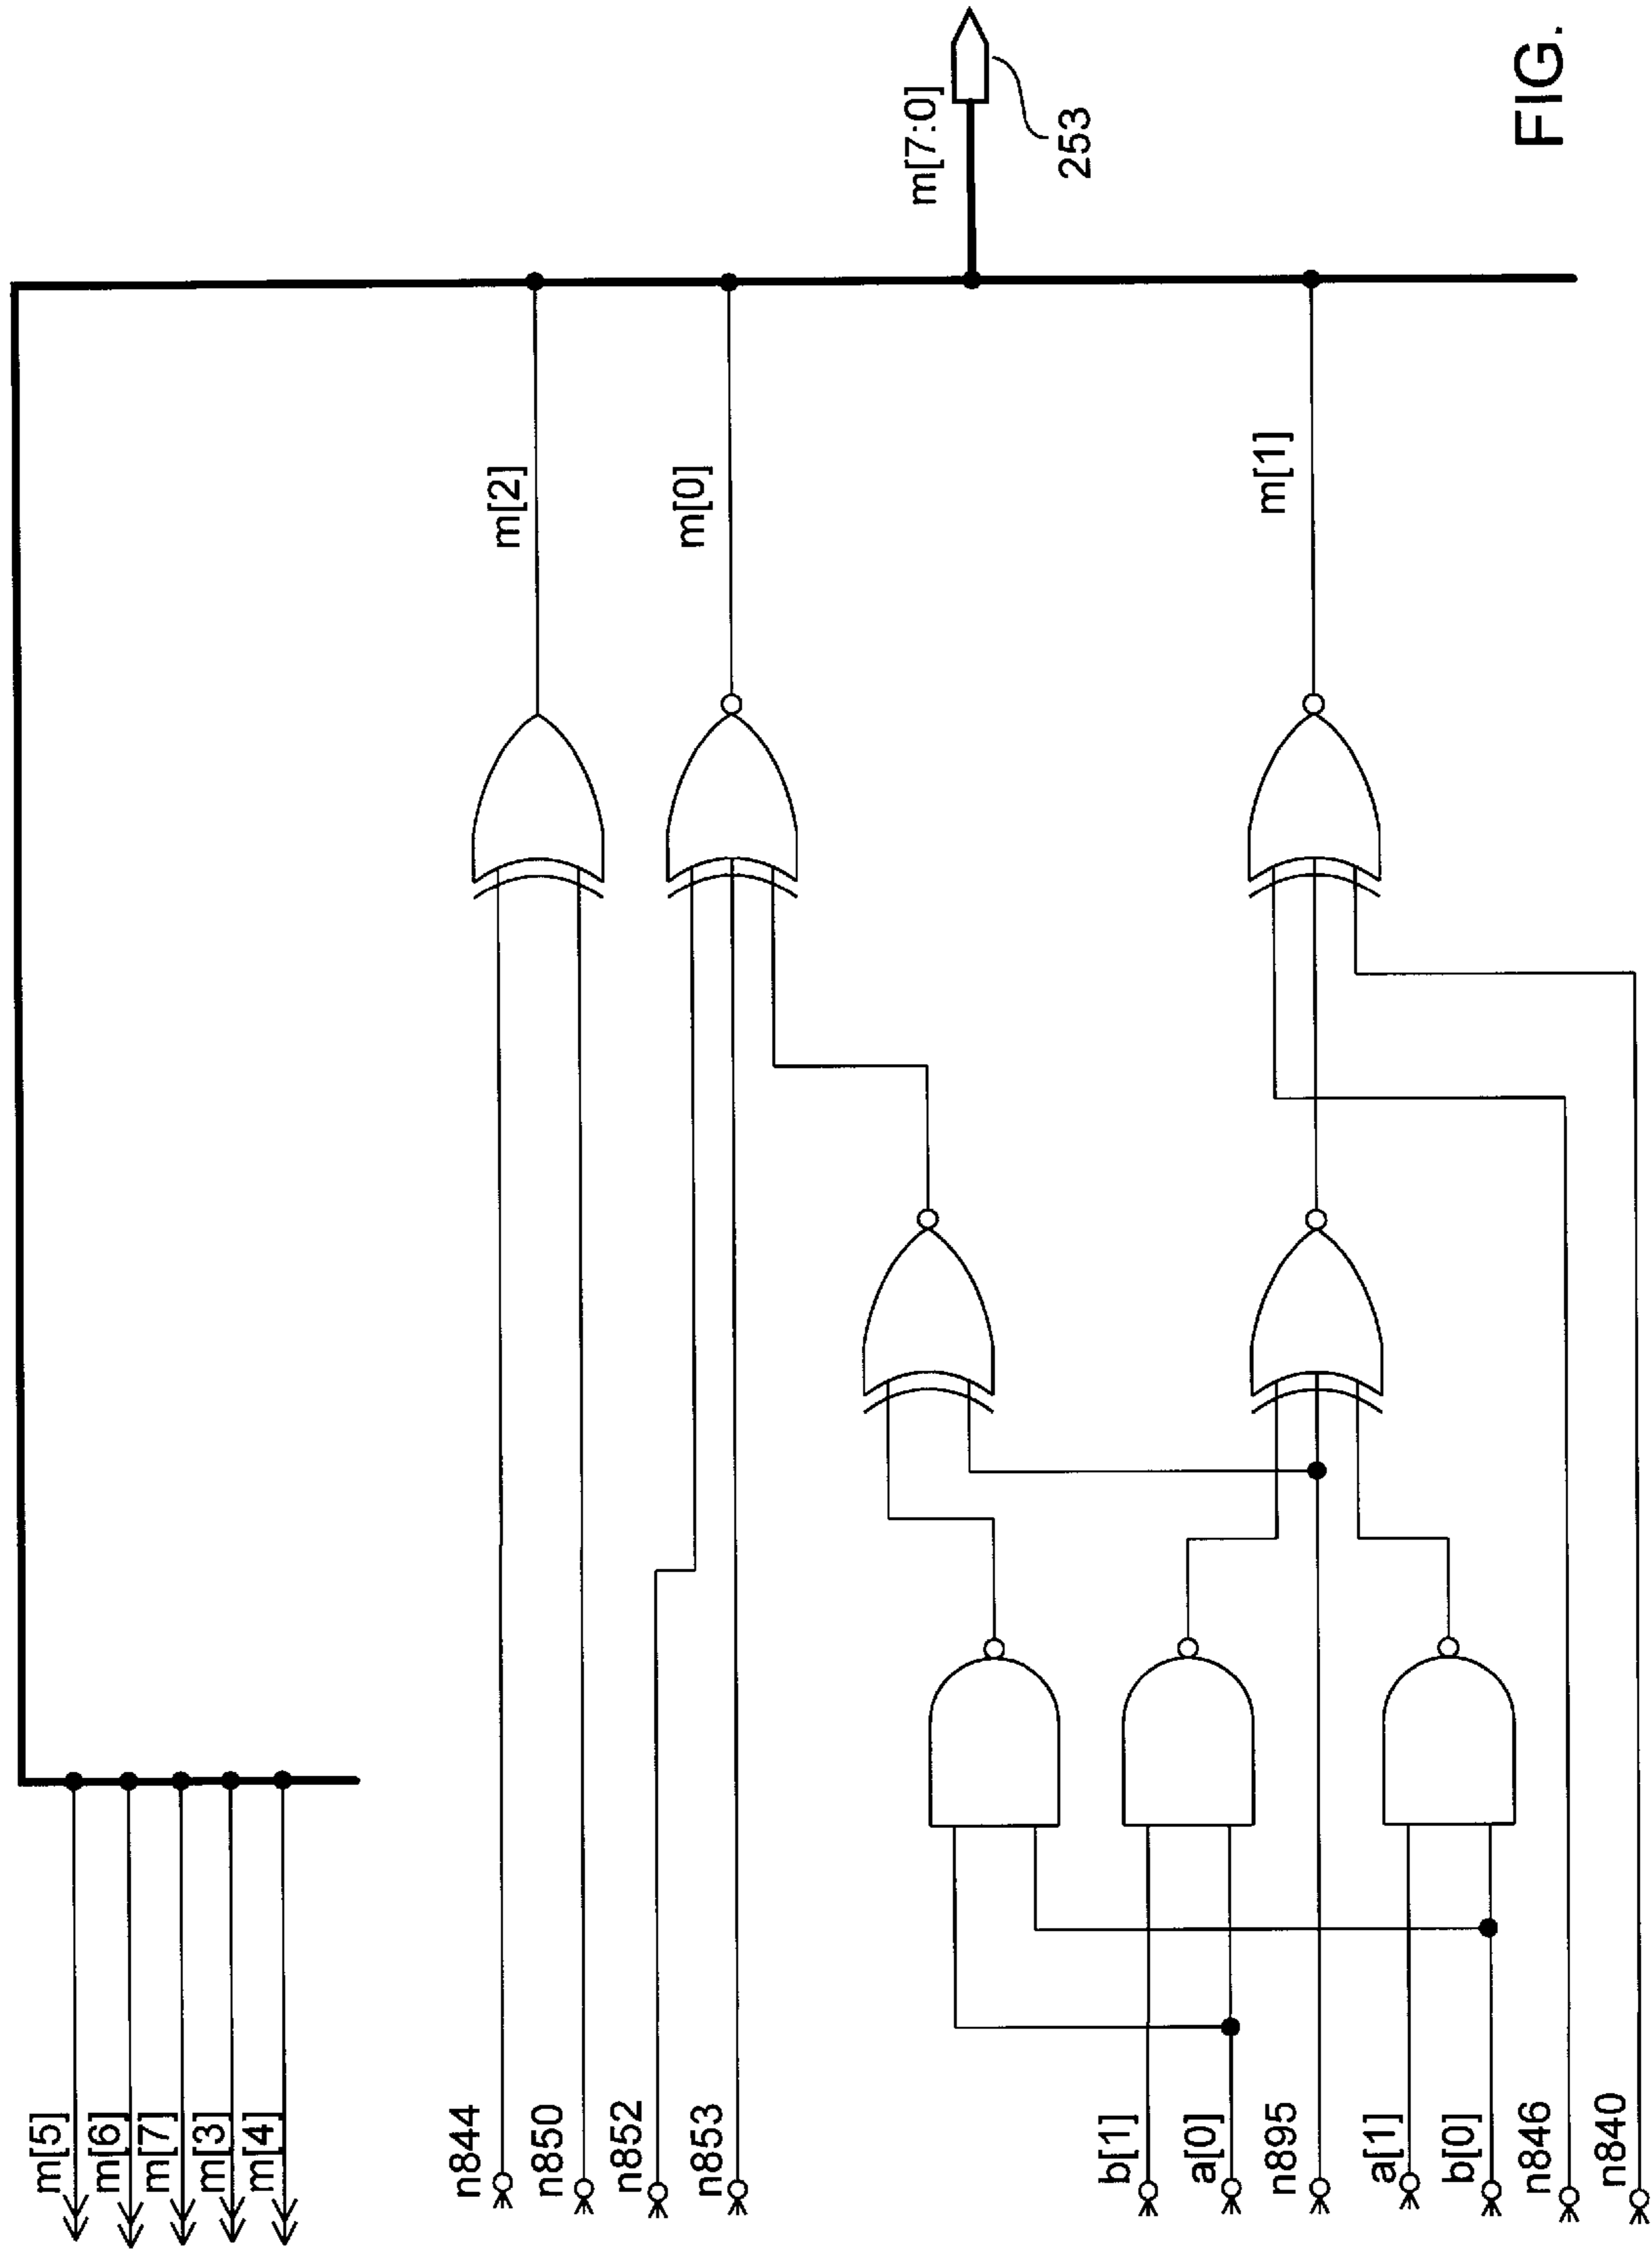 m[5]
m[6]
m[7]
m[3]
m[4]
n844
n850
n852
n853
b[1]
a[0]
n895
a[1]
b[0]
n846
n840
m[2]
m[0]
m[1]
m[7:0]
253
FIG.